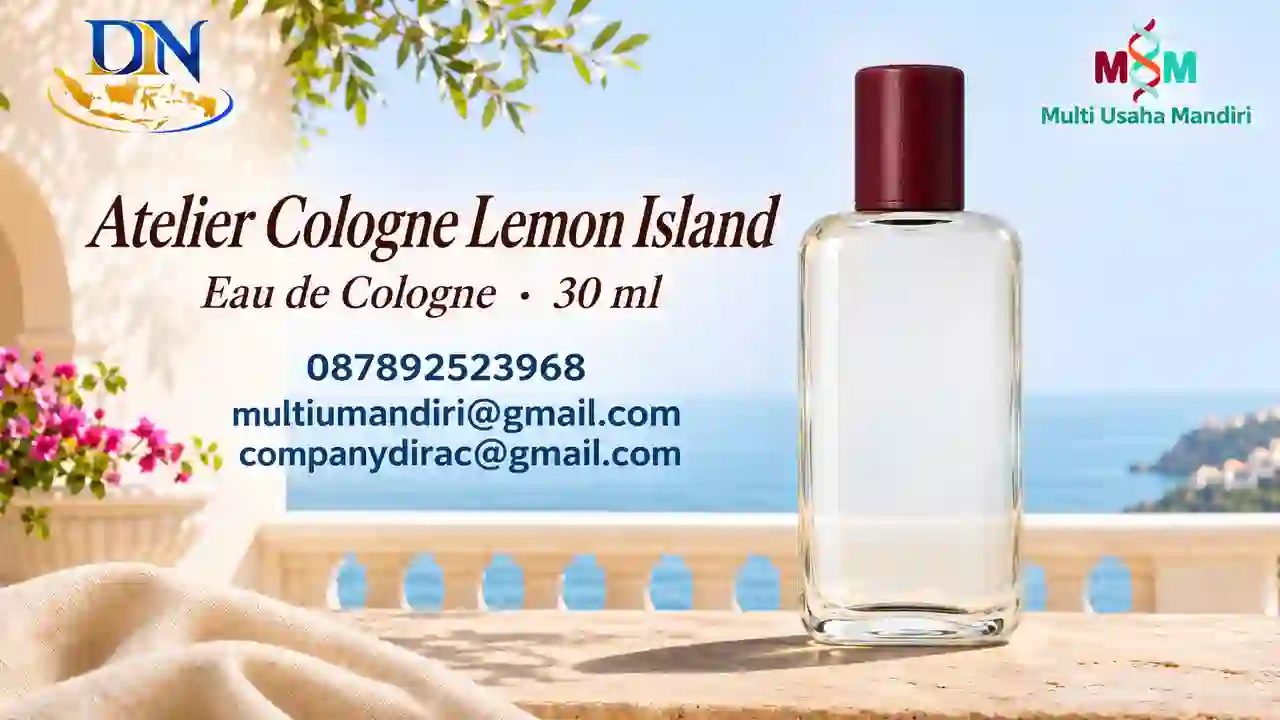 DN
MSM
Multi Usaha Mandiri
Atelier Cologne Lemon Island
Eau de Cologne • 30 ml
087892523968
multiumandiri@gmail.com
companydirac@gmail.com